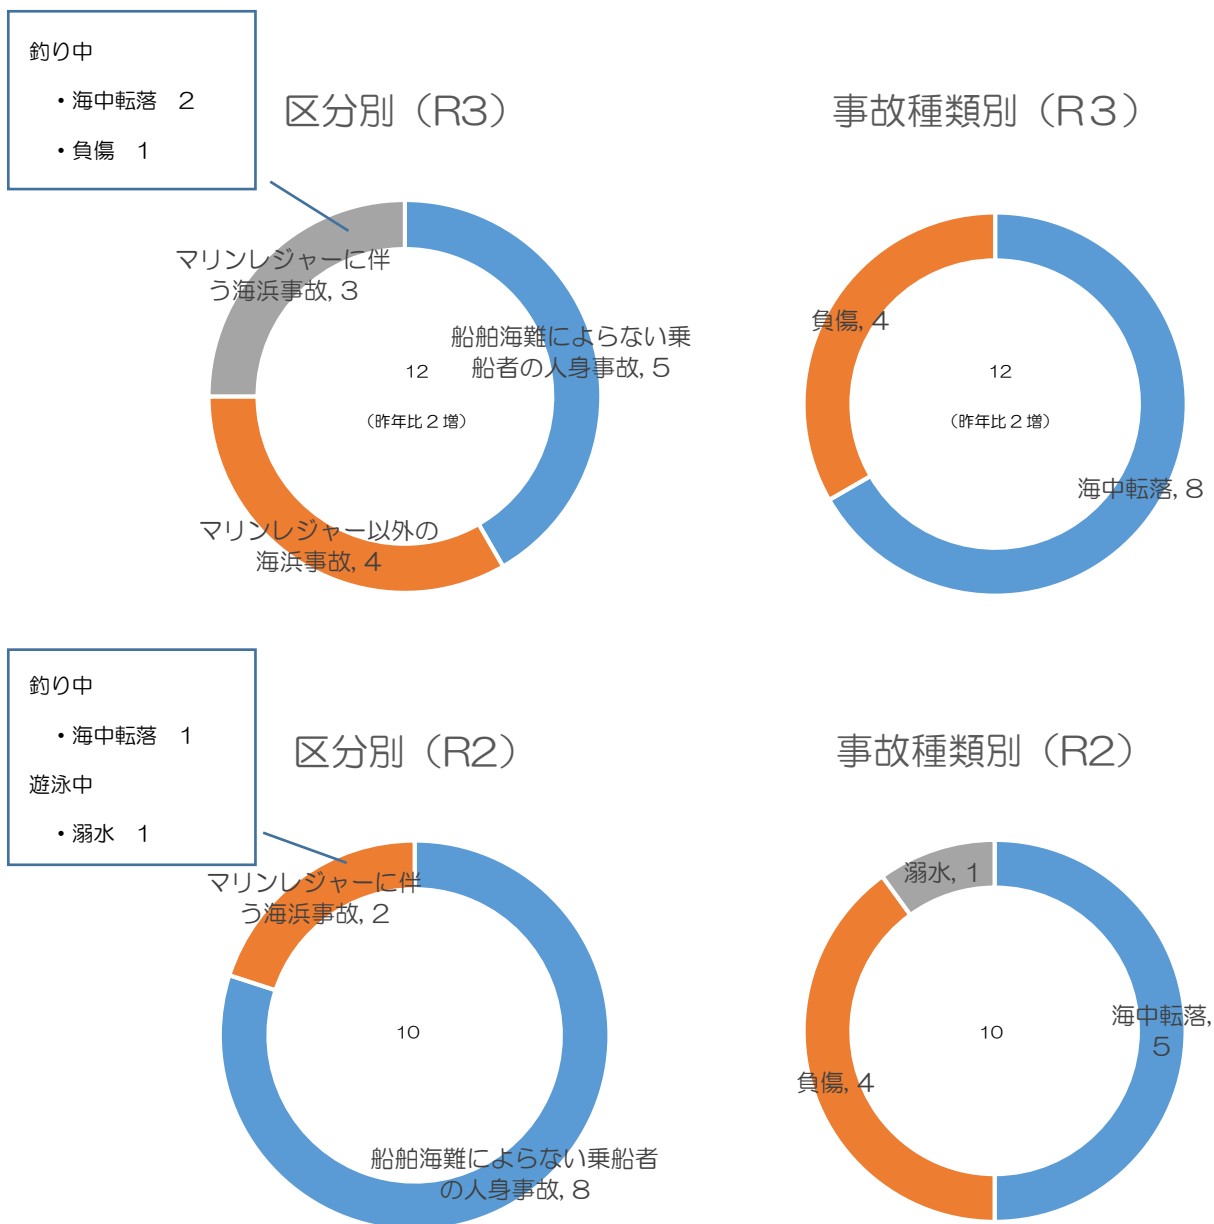 釣り中
・海中転落　2
・負傷　1
区分別（R3）
マリンレジャーに伴
う海浜事故, 3
船舶海難によらない乗
船者の人身事故, 5
12
（昨年比２増）
マリンレジャー以外の
海浜事故, 4
事故種類別（R３）
負傷, 4
12
（昨年比２増）
海中転落, 8
釣り中
・海中転落　1
遊泳中
・溺水　1
区分別（R2）
マリンレジャーに伴
う海浜事故, 2
10
船舶海難によらない乗船者
の人身事故, 8
事故種類別（R2）
溺水, 1
海中転落,
5
10
負傷, 4